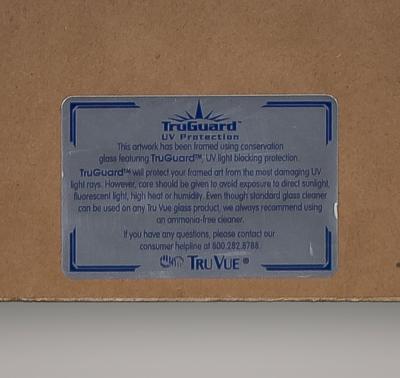 TruGuard™
UV Protection
This artwork has been framed using conservation
glass featuring TruGuard™, UV light blocking protection.
TruGuard™ will protect your framed art from the most damaging UV
light rays. However, care should be given to avoid exposure to direct sunlight,
fluorescent light, high heat or humidity. Even though standard glass cleaner
can be used on any Tru Vue glass product, we always recommend using
an ammonia-free cleaner.
If you have any questions, please contact our
consumer helpline at 800.282.8788.
TRU VUE ®